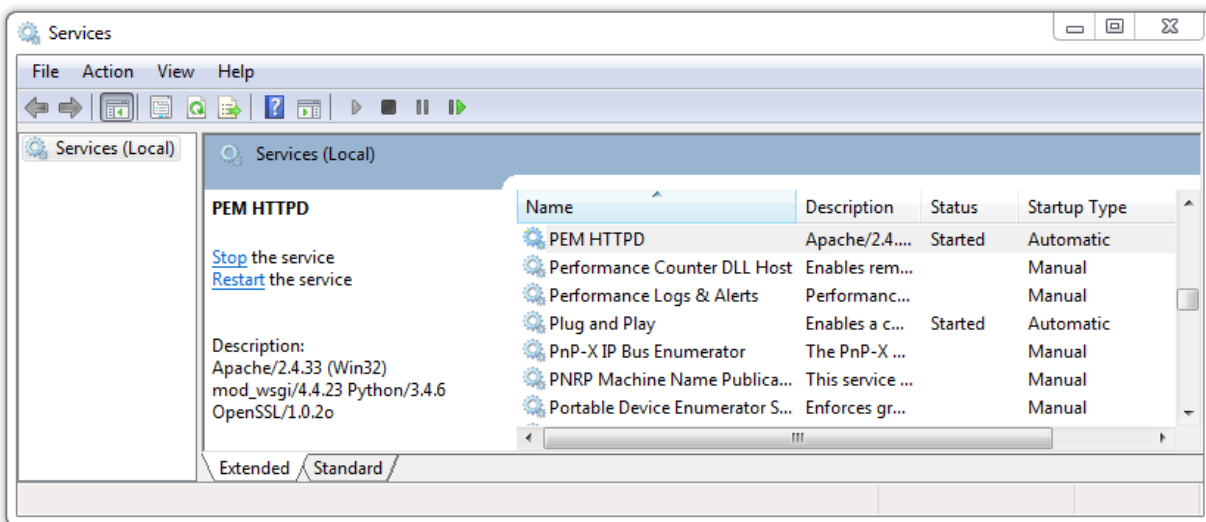 Services
File Action View Help
Services (Local)
Services (Local)
PEM HTTPD
Stop the service
Restart the service
Description:
Apache/2.4.33 (Win32)
mod_wsgi/4.4.23 Python/3.4.6
OpenSSL/1.0.2o
Name Description Status Startup Type
PEM HTTPD Apache/2.4.... Started Automatic
Performance Counter DLL Host Enables rem... Manual
Performance Logs & Alerts Performanc... Manual
Plug and Play Enables a c... Started Automatic
PnP-X IP Bus Enumerator The PnP-X ... Manual
PNRP Machine Name Publica... This service ... Manual
Portable Device Enumerator S... Enforces gr... Manual
Extended Standard